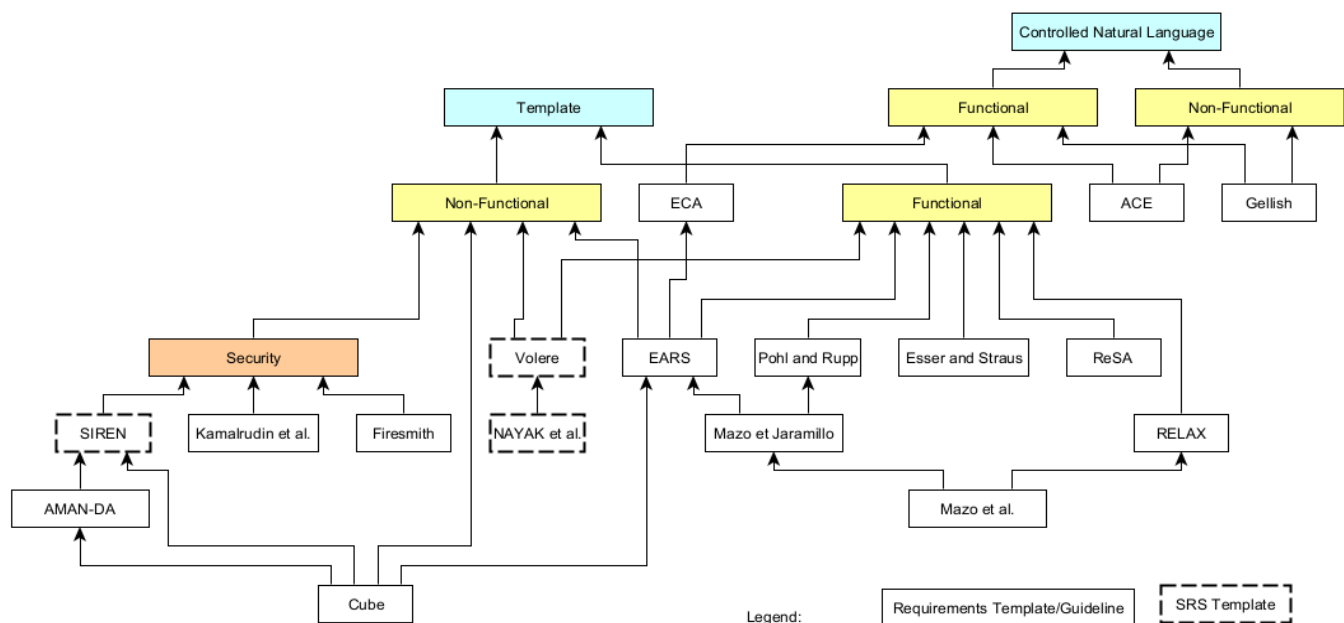 Controlled Natural Language
Template
Functional
Non-Functional
Non-Functional
ECA
Functional
ACE
Gellish
Security
Volere
EARS
Pohl and Rupp
Esser and Straus
ReSA
SIREN
Kamalrudin et al.
Firesmith
NAYAK et al.
Mazo et Jaramillo
RELAX
AMAN-DA
Mazo et al.
Cube
Legend:
Requirements Template/Guideline
SRS Template